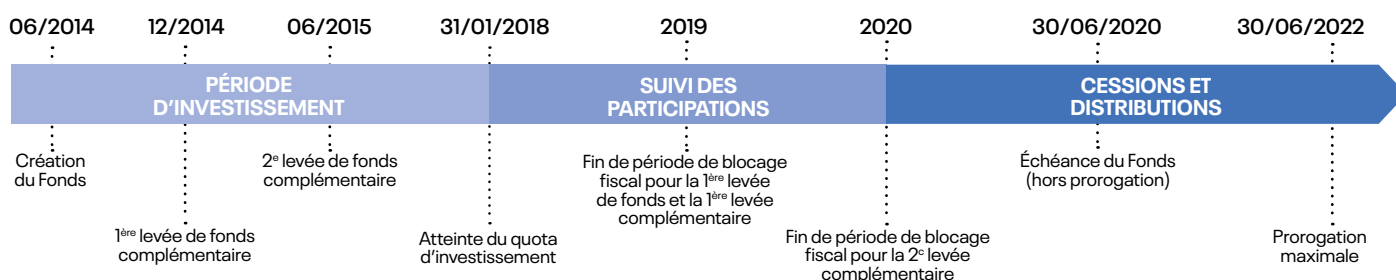 06/2014 12/2014 06/2015 31/01/2018 2019 2020 30/06/2020 30/06/2022
PÉRIODE
D'INVESTISSEMENT
SUIVI DES
PARTICIPATIONS
CESSIONS ET
DISTRIBUTIONS
Création
du Fonds
1ère levée de fonds
complémentaire
2e levée de fonds
complémentaire
Atteinte du quota
d'investissement
Fin de période de blocage
fiscal pour la 1ère levée
de fonds et la 1ère levée
complémentaire
Fin de période de blocage
fiscal pour la 2e levée
complémentaire
Échéance du Fonds
(hors prorogation)
Prorogation
maximale